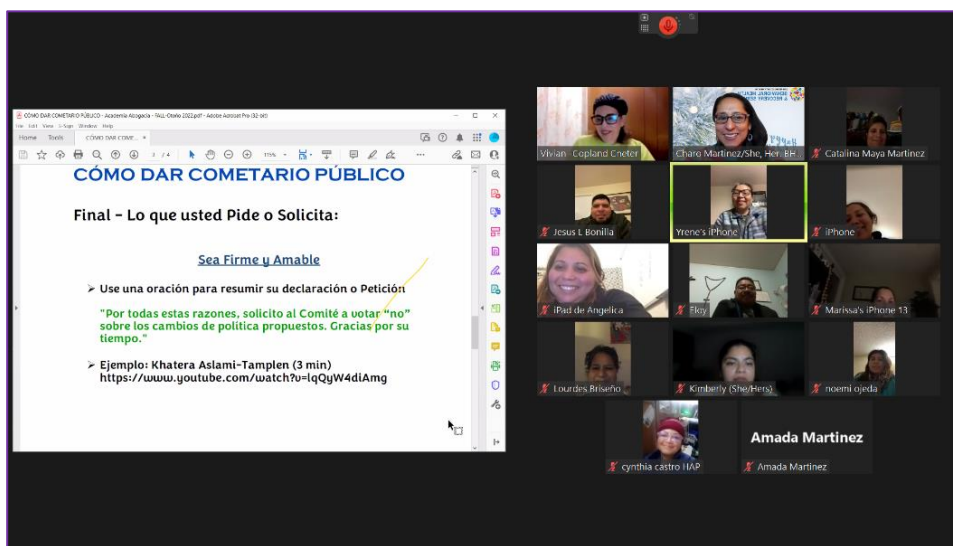 CÓMO DAR COMETARIO PÚBLICO - Academia Abogacia - FALL-Otoño 2022.pdf - Adobe Acrobat Pro (32-bit)
File Edit View E-Sign Window Help
Home Tools CÓMO DAR COME... ×
3 / 4 115%
CÓMO DAR COMETARIO PÚBLICO
Final – Lo que usted Pide o Solicita:
Sea Firme y Amable
➢ Use una oración para resumir su declaración o Petición
"Por todas estas razones, solicito al Comité a votar “no”
sobre los cambios de política propuestos. Gracias por su
tiempo."
➢ Ejemplo: Khatera Aslami-Tamplen (3 min)
https://www.youtube.com/watch?v=lqQyW4diAmg
Vivian -Copland Cneter
Charo Martinez/She, Her. BH...
Catalina Maya Martinez
Jesus L Bonilla
Yrene's iPhone
iPhone
iPad de Angelica
Eloy
Marissa's iPhone 13
Lourdes Briseño
Kimberly (She/Hers)
noemi ojeda
cynthia castro HAP
Amada Martinez
Amada Martinez